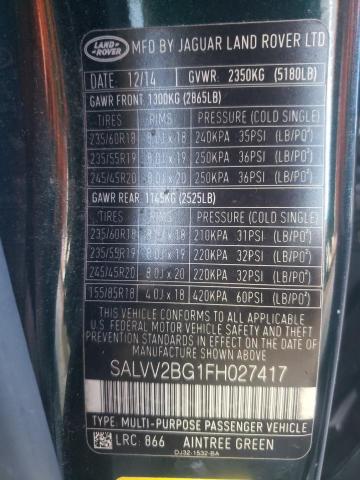 LAND ROVER
MFD BY JAGUAR LAND ROVER LTD
DATE: 12/14 GVWR: 2350KG (5180LB)
GAWR FRONT 1300KG (2865LB)
TIRES RIMS PRESSURE (COLD SINGLE)
235/60R18 8.0J x 18 240KPA 35PSI (LB/PO²)
235/55R19 8.0J x 19 250KPA 36PSI (LB/PO²)
245/45R20 8.0J x 20 250KPA 36PSI (LB/PO²)
GAWR REAR 1145KG (2525LB)
TIRES RIMS PRESSURE (COLD SINGLE)
235/60R18 8.0J x 18 210KPA 31PSI (LB/PO²)
235/55R19 8.0J x 19 220KPA 32PSI (LB/PO²)
245/45R20 8.0J x 20 220KPA 32PSI (LB/PO²)
155/85R18 4.0J x 18 420KPA 60PSI (LB/PO²)
THIS VEHICLE CONFORMS TO ALL APPLICABLE
FEDERAL MOTOR VEHICLE SAFETY, BUMPER AND THEFT
PREVENTION STANDARDS IN EFFECT ON THE DATE OF
MANUFACTURE SHOWN ABOVE
SALVV2BG1FH027417
TYPE: MULTI-PURPOSE PASSENGER VEHICLE
LRC: 866 AINTREE GREEN
DJ32-1532-BA